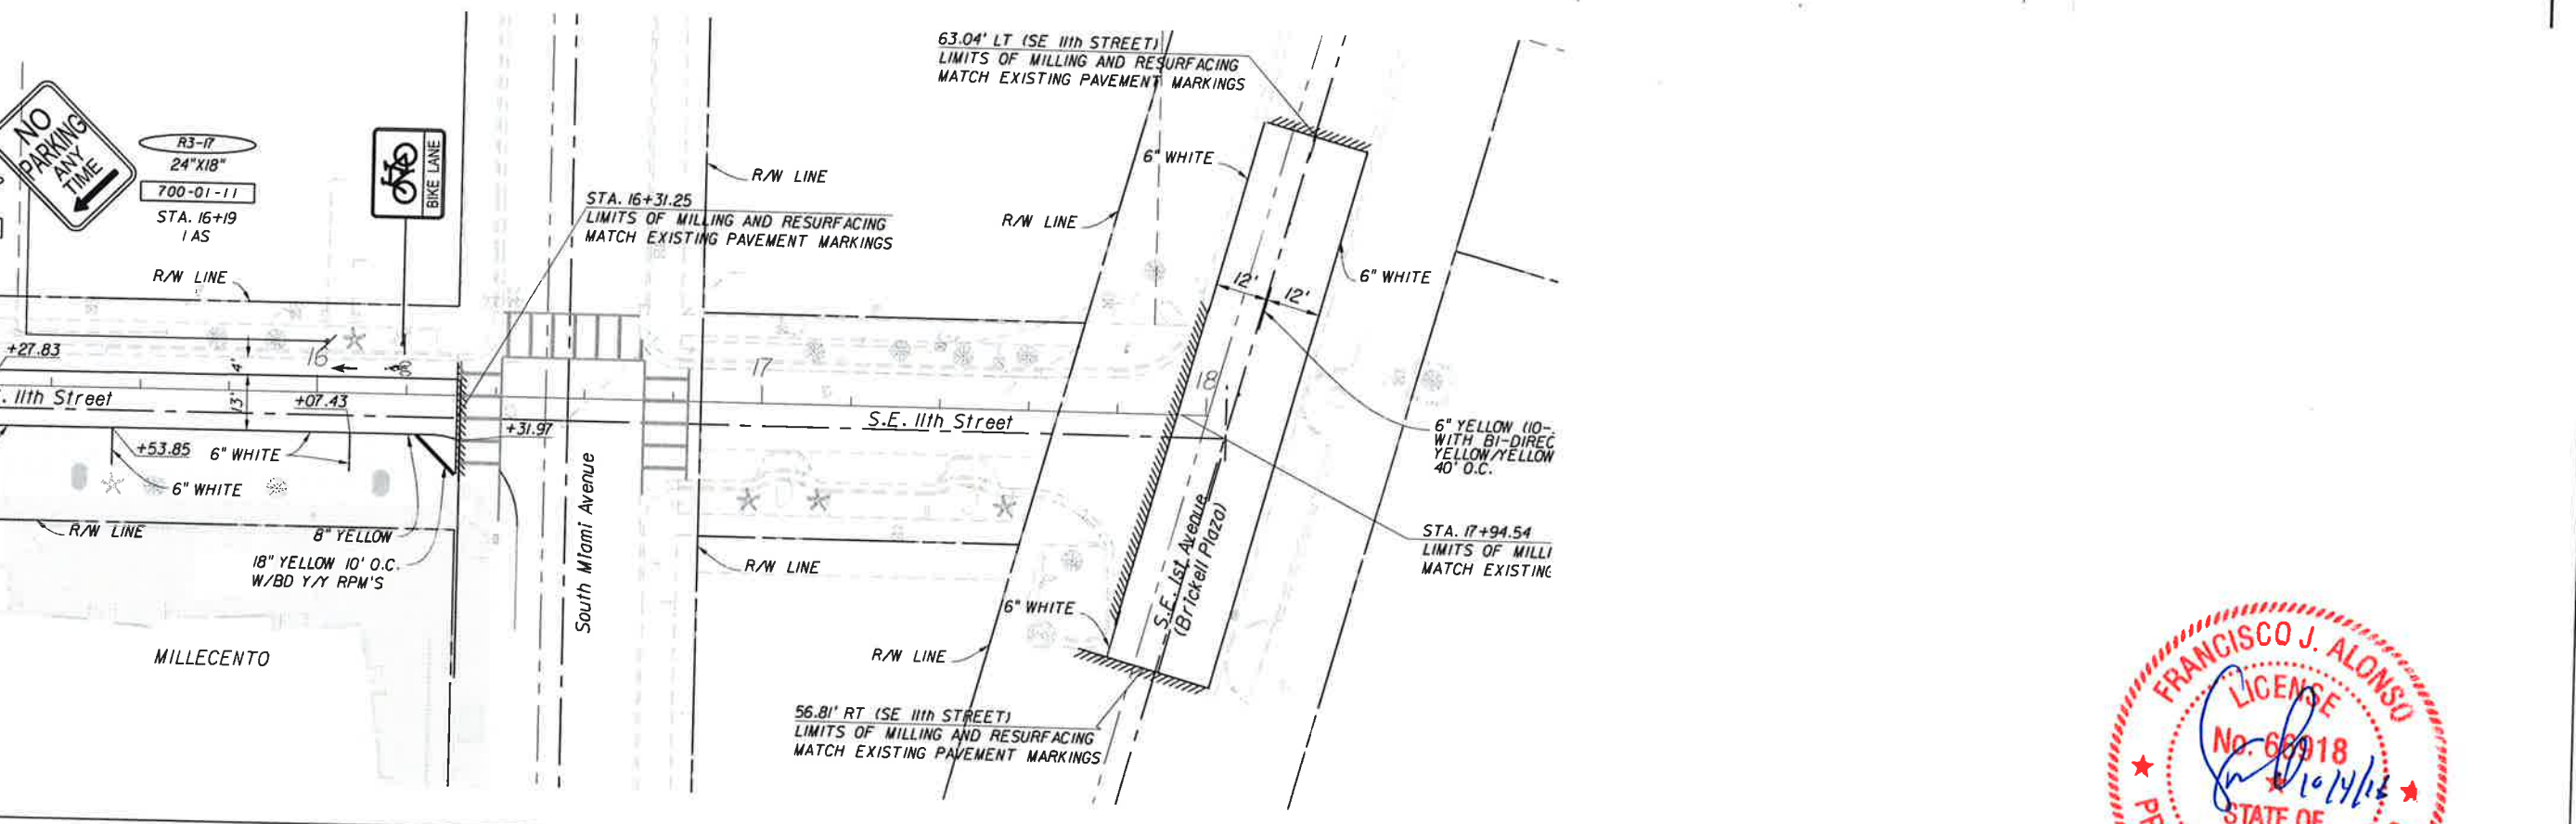 63.04' LT (SE 11th STREET)
LIMITS OF MILLING AND RESURFACING
MATCH EXISTING PAVEMENT MARKINGS
NO
PARKING
ANY
TIME
R3-17
24"X18"
700-01-11
STA. 16+19
1 AS
BIKE LANE
R/W LINE
STA. 16+31.25
LIMITS OF MILLING AND RESURFACING
MATCH EXISTING PAVEMENT MARKINGS
R/W LINE
R/W LINE
6" WHITE
6" WHITE
12'
12'
+27.83
16
4'
13'
. 11th Street
+07.43
+53.85
6" WHITE
6" WHITE
+31.97
17
S.E. 11th Street
18
6" YELLOW (10-
WITH BI-DIREC
YELLOW/YELLOW
40' O.C.
R/W LINE
8" YELLOW
18" YELLOW 10' O.C.
W/BD Y/Y RPM'S
South Miami Avenue
R/W LINE
STA. 17+94.54
LIMITS OF MILLI
MATCH EXISTING
S.E. 1st Avenue
(Brickell Plaza)
6" WHITE
R/W LINE
MILLECENTO
56.81' RT (SE 11th STREET)
LIMITS OF MILLING AND RESURFACING
MATCH EXISTING PAVEMENT MARKINGS
FRANCISCO J. ALONSO
LICENSE
No.
STATE OF